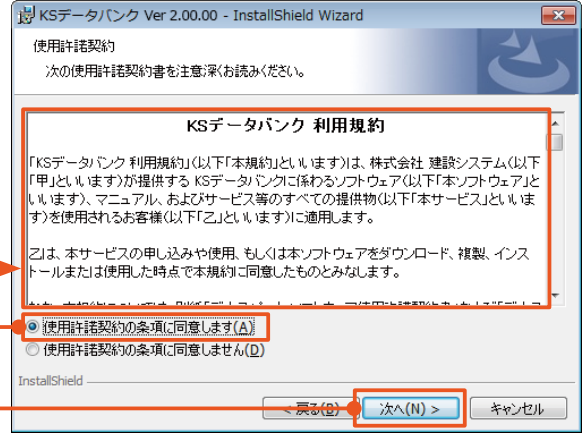 KSデータバンク Ver 2.00.00 - InstallShield Wizard
使用許諾契約
次の使用許諾契約書を注意深くお読みください。
KSデータバンク 利用規約
「KSデータバンク 利用規約」(以下「本規約」といいます)は、株式会社 建設システム(以下
「甲」といいます)が提供する KSデータバンクに係わるソフトウェア(以下「本ソフトウェア」と
いいます)、マニュアル、およびサービス等のすべての提供物(以下「本サービス」といいま
す)を使用されるお客様(以下「乙」といいます)に適用します。
乙は、本サービスの申し込みや使用、もしくは本ソフトウェアをダウンロード、複製、インス
トールまたは使用した時点で本規約に同意したものとみなします。
使用許諾契約の条項に同意します(A)
使用許諾契約の条項に同意しません(D)
InstallShield
< 戻る(B)
次へ(N) >
キャンセル